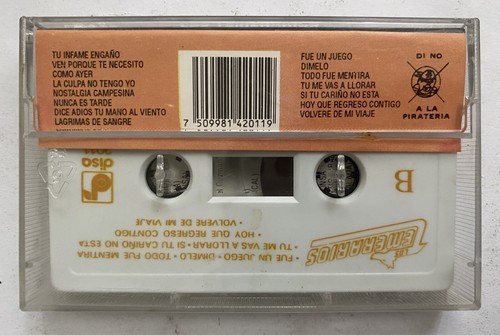 TU INFAME ENGAÑO
VEN PORQUE TE NECESITO
COMO AYER
LA CULPA NO TENGO YO
NOSTALGIA CAMPESINA
NUNCA ES TARDE
DICE ADIOS TU MANO AL VIENTO
LAGRIMAS DE SANGRE
7 509981 420119
FUE UN JUEGO
DIMELO
TODO FUE MENTIRA
TU ME VAS A LLORAR
SI TU CARIÑO NO ESTA
HOY QUE REGRESO CONTIGO
VOLVERE DE MI VIAJE
DI NO
A LA
PIRATERIA
B
disa
LOS
TEMERARIOS
FUE UN JUEGO • DIMELO • TODO FUE MENTIRA
• TU ME VAS A LLORAR • SI TU CARIÑO NO ESTA
• HOY QUE REGRESO CONTIGO
• VOLVERE DE MI VIAJE